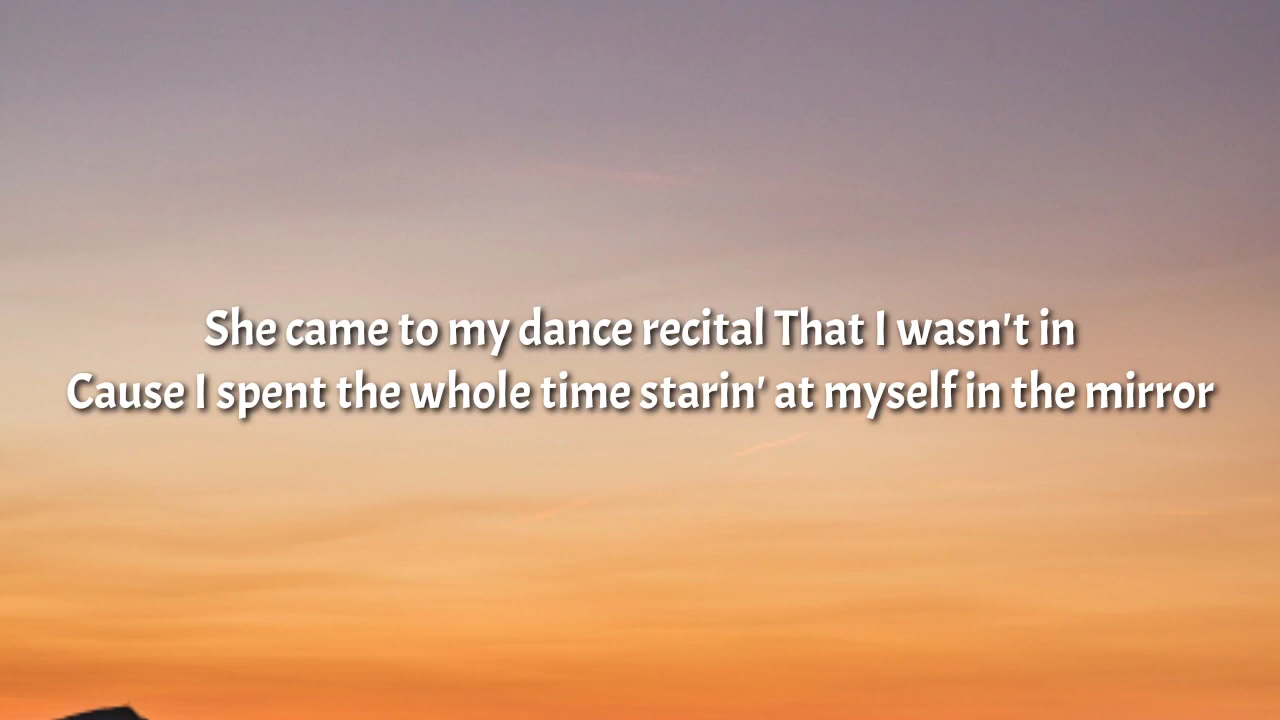 She came to my dance recital That I wasn't in
Cause I spent the whole time starin' at myself in the mirror